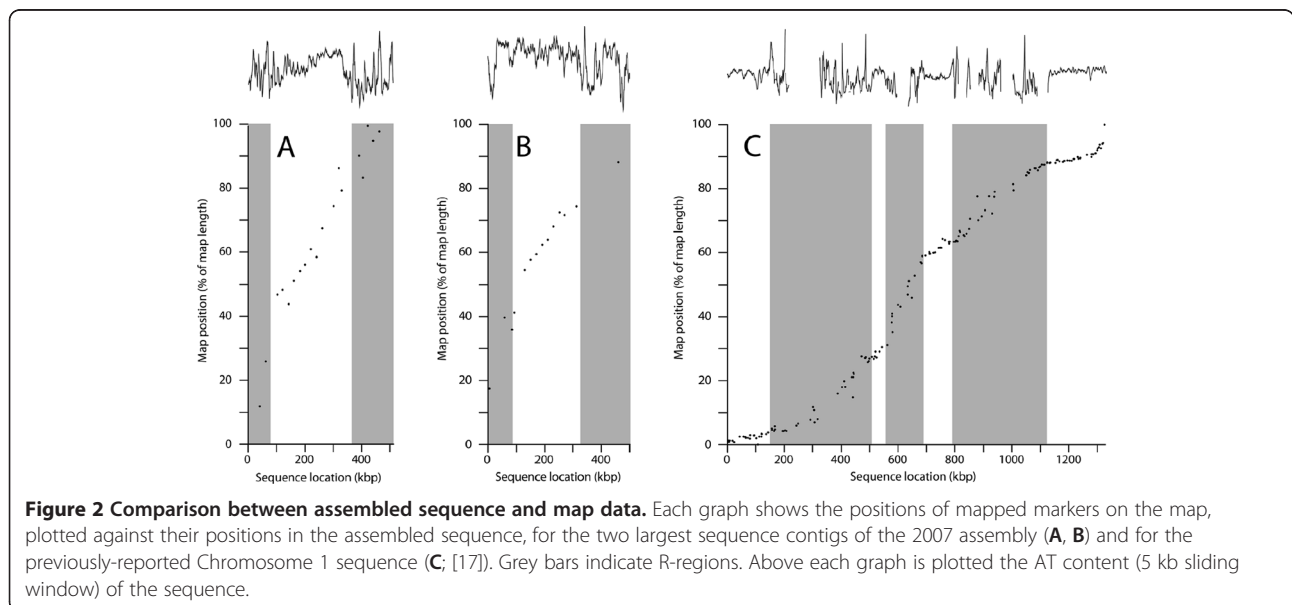 A
B
C
100
80
60
40
20
0
Map position (% of map length)
0
200
400
Sequence location (kbp)
100
80
60
40
20
0
Map position (% of map length)
0
200
400
Sequence location (kbp)
100
80
60
40
20
0
Map position (% of map length)
0
200
400
600
800
1000
1200
Sequence location (kbp)
Figure 2 Comparison between assembled sequence and map data. Each graph shows the positions of mapped markers on the map,
plotted against their positions in the assembled sequence, for the two largest sequence contigs of the 2007 assembly (A, B) and for the
previously-reported Chromosome 1 sequence (C; [17]). Grey bars indicate R-regions. Above each graph is plotted the AT content (5 kb sliding
window) of the sequence.